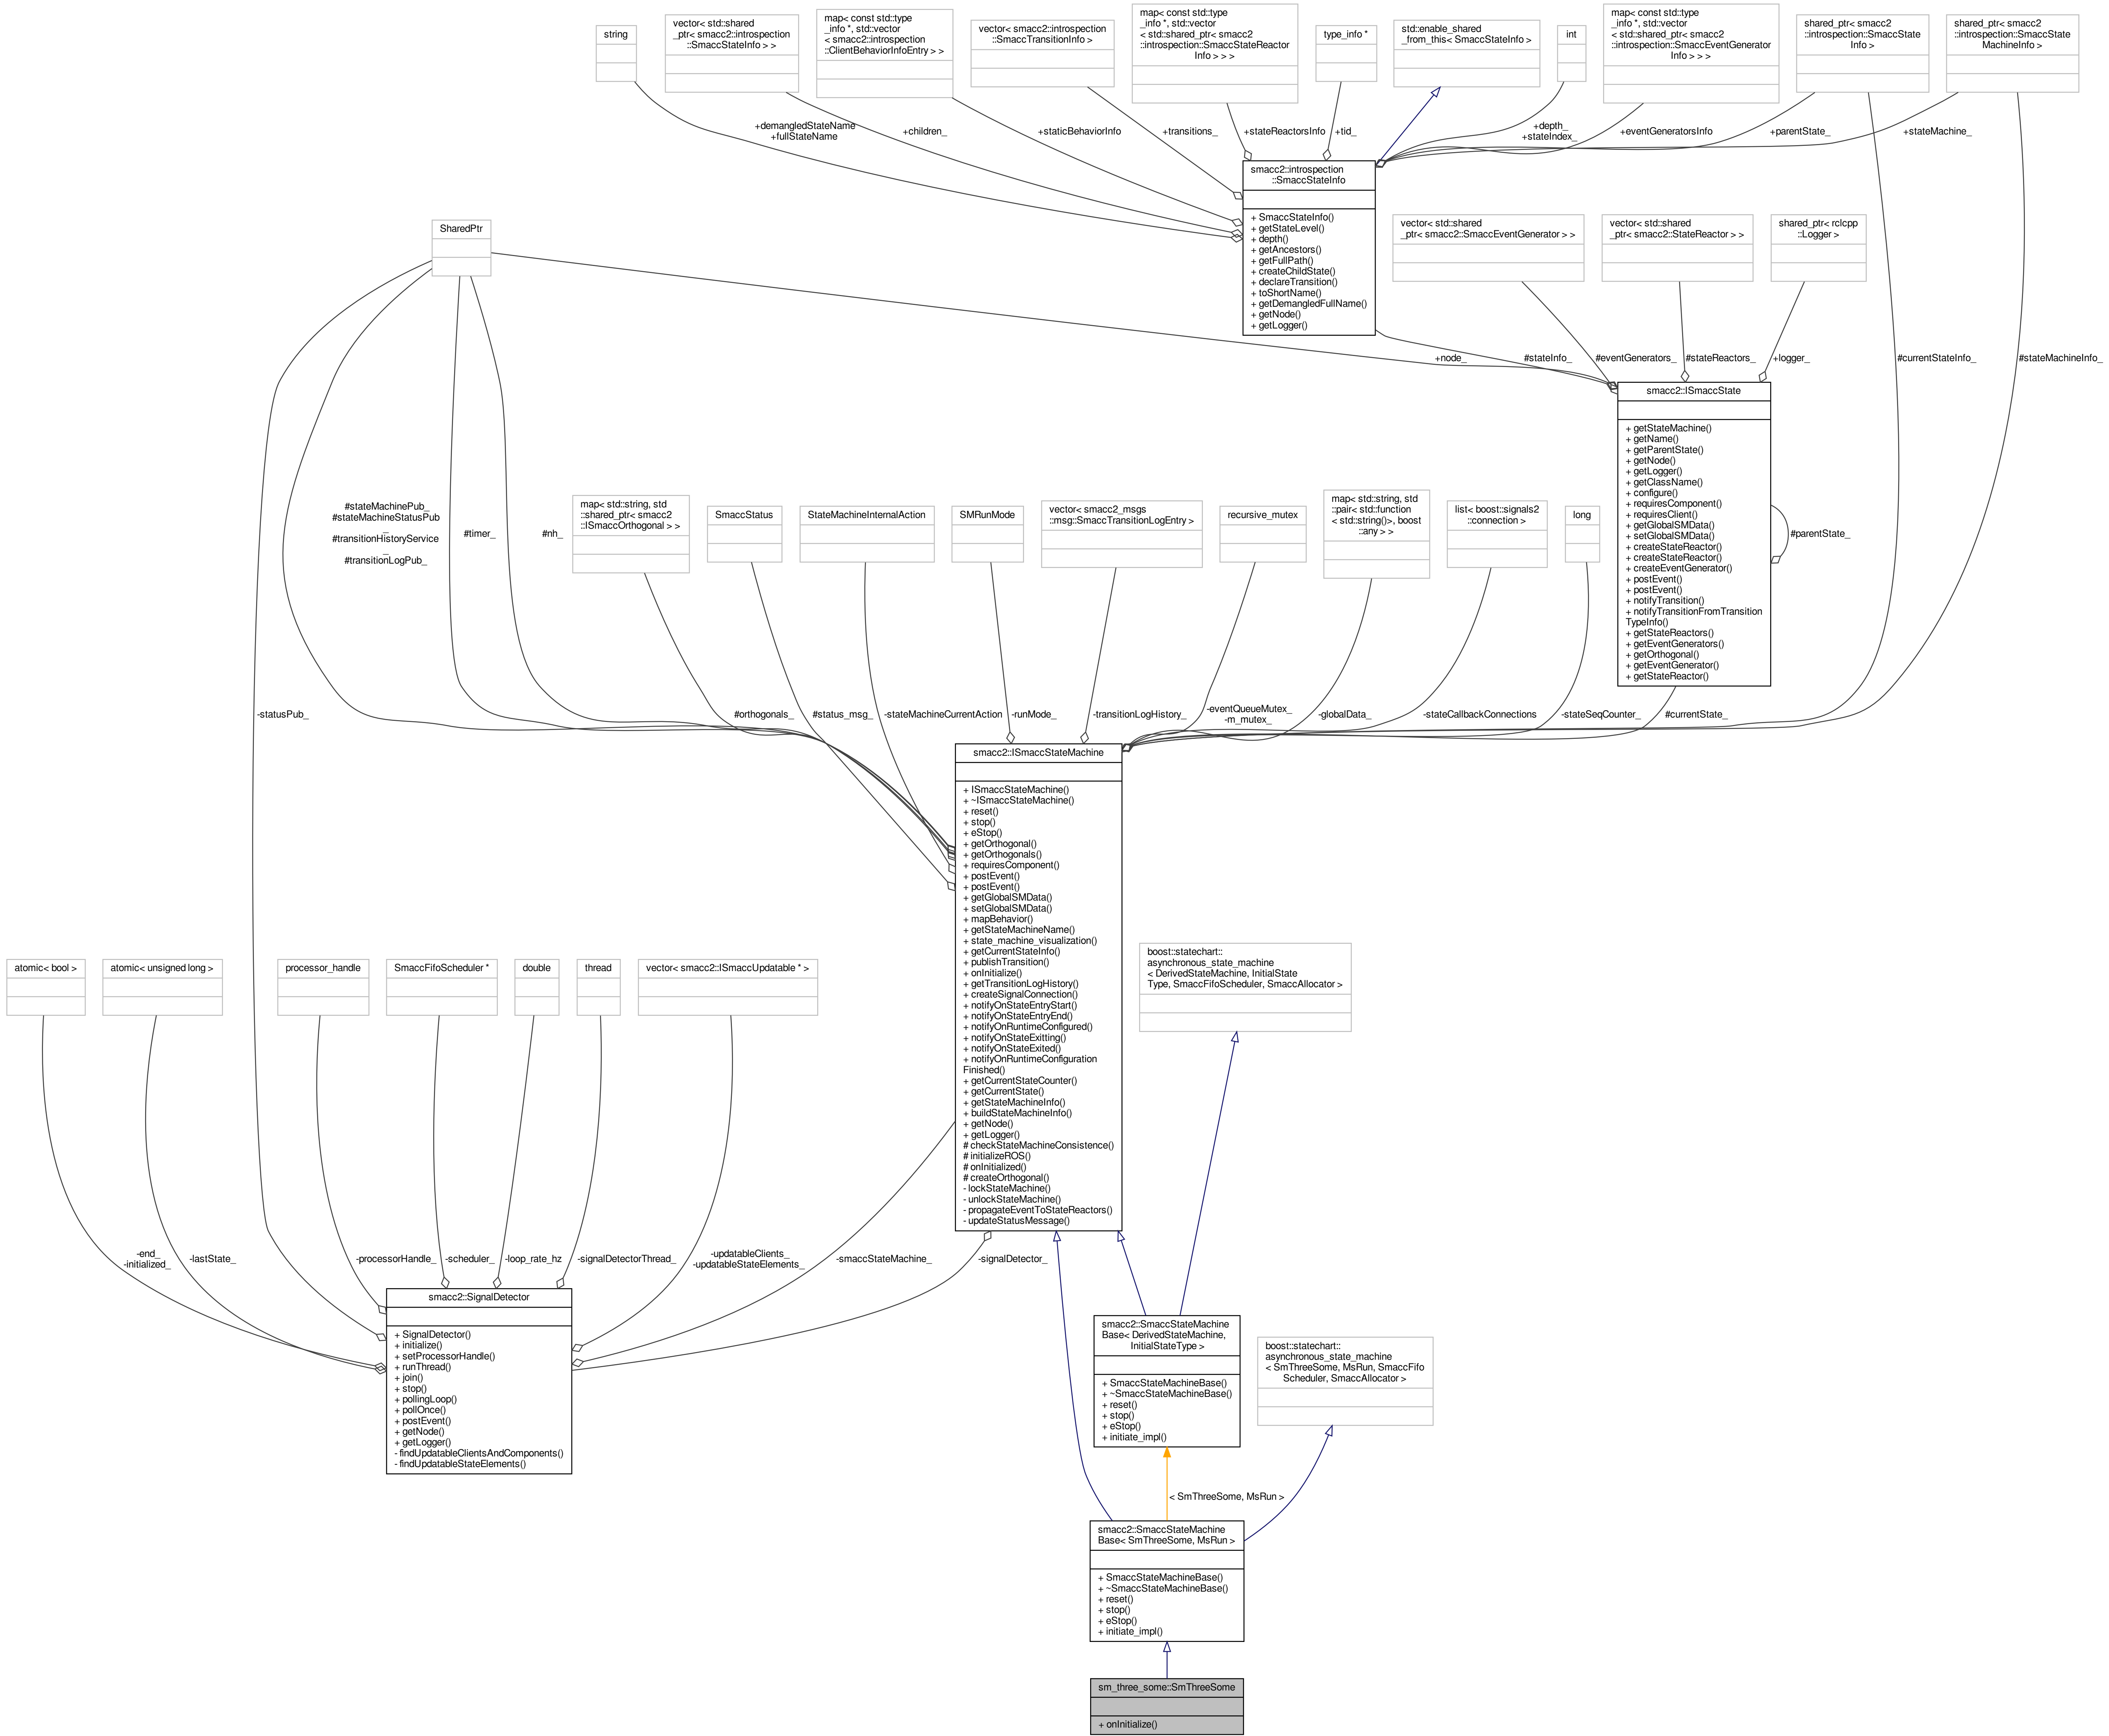 string
vector< std::shared
_ptr< smacc2::introspection
::SmaccStateInfo > >
map< const std::type
_info *, std::vector
< smacc2::introspection
::ClientBehaviorInfoEntry > >
vector< smacc2::introspection
::SmaccTransitionInfo >
map< const std::type
_info *, std::vector
< std::shared_ptr< smacc2
::introspection::SmaccStateReactor
Info > > >
type_info *
std::enable_shared
_from_this< SmaccStateInfo >
int
map< const std::type
_info *, std::vector
< std::shared_ptr< smacc2
::introspection::SmaccEventGenerator
Info > > >
shared_ptr< smacc2
::introspection::SmaccState
Info >
shared_ptr< smacc2
::introspection::SmaccState
MachineInfo >
+demangledStateName
+fullStateName
+children_
+staticBehaviorInfo
+transitions_
+stateReactorsInfo
+tid_
+depth_
+stateIndex_
+eventGeneratorsInfo
+parentState_
+stateMachine_
smacc2::introspection
::SmaccStateInfo
+ SmaccStateInfo()
+ getStateLevel()
+ depth()
+ getAncestors()
+ getFullPath()
+ createChildState()
+ declareTransition()
+ toShortName()
+ getDemangledFullName()
+ getNode()
+ getLogger()
SharedPtr
vector< std::shared
_ptr< smacc2::SmaccEventGenerator > >
vector< std::shared
_ptr< smacc2::StateReactor > >
shared_ptr< rclcpp
::Logger >
+node_
#stateInfo_
#eventGenerators_
#stateReactors_
+logger_
#currentStateInfo_
#stateMachineInfo_
smacc2::ISmaccState
+ getStateMachine()
+ getName()
+ getParentState()
+ getNode()
+ getLogger()
+ getClassName()
+ configure()
+ requiresComponent()
+ requiresClient()
+ getGlobalSMData()
+ setGlobalSMData()
+ createStateReactor()
+ createStateReactor()
+ createEventGenerator()
+ postEvent()
+ postEvent()
+ notifyTransition()
+ notifyTransitionFromTransition
TypeInfo()
+ getStateReactors()
+ getEventGenerators()
+ getOrthogonal()
+ getEventGenerator()
+ getStateReactor()
#parentState_
#stateMachinePub_
#stateMachineStatusPub
_
#transitionHistoryService
_
#transitionLogPub_
#timer_
#nh_
map< std::string, std
::shared_ptr< smacc2
::ISmaccOrthogonal > >
SmaccStatus
StateMachineInternalAction
SMRunMode
vector< smacc2_msgs
::msg::SmaccTransitionLogEntry >
recursive_mutex
map< std::string, std
::pair< std::function
< std::string()>, boost
::any > >
list< boost::signals2
::connection >
long
-statusPub_
#orthogonals_
#status_msg_
-stateMachineCurrentAction
-runMode_
-transitionLogHistory_
-eventQueueMutex_
-m_mutex_
-globalData_
-stateCallbackConnections
-stateSeqCounter_
#currentState_
smacc2::ISmaccStateMachine
+ ISmaccStateMachine()
+ ~ISmaccStateMachine()
+ reset()
+ stop()
+ eStop()
+ getOrthogonal()
+ getOrthogonals()
+ requiresComponent()
+ postEvent()
+ postEvent()
+ getGlobalSMData()
+ setGlobalSMData()
+ mapBehavior()
+ getStateMachineName()
+ state_machine_visualization()
+ getCurrentStateInfo()
+ publishTransition()
+ onInitialize()
+ getTransitionLogHistory()
+ createSignalConnection()
+ notifyOnStateEntryStart()
+ notifyOnStateEntryEnd()
+ notifyOnRuntimeConfigured()
+ notifyOnStateExitting()
+ notifyOnStateExited()
+ notifyOnRuntimeConfiguration
Finished()
+ getCurrentStateCounter()
+ getCurrentState()
+ getStateMachineInfo()
+ buildStateMachineInfo()
+ getNode()
+ getLogger()
# checkStateMachineConsistence()
# initializeROS()
# onInitialized()
# createOrthogonal()
- lockStateMachine()
- unlockStateMachine()
- propagateEventToStateReactors()
- updateStatusMessage()
atomic< bool >
atomic< unsigned long >
processor_handle
SmaccFifoScheduler *
double
thread
vector< smacc2::ISmaccUpdatable * >
boost::statechart::
asynchronous_state_machine
< DerivedStateMachine, InitialState
Type, SmaccFifoScheduler, SmaccAllocator >
-end_
-initialized_
-lastState_
-processorHandle_
-scheduler_
-loop_rate_hz
-signalDetectorThread_
-updatableClients_
-updatableStateElements_
-smaccStateMachine_
-signalDetector_
smacc2::SignalDetector
+ SignalDetector()
+ initialize()
+ setProcessorHandle()
+ runThread()
+ join()
+ stop()
+ pollingLoop()
+ pollOnce()
+ postEvent()
+ getNode()
+ getLogger()
- findUpdatableClientsAndComponents()
- findUpdatableStateElements()
smacc2::SmaccStateMachine
Base< DerivedStateMachine,
InitialStateType >
+ SmaccStateMachineBase()
+ ~SmaccStateMachineBase()
+ reset()
+ stop()
+ eStop()
+ initiate_impl()
boost::statechart::
asynchronous_state_machine
< SmThreeSome, MsRun, SmaccFifo
Scheduler, SmaccAllocator >
< SmThreeSome, MsRun >
smacc2::SmaccStateMachine
Base< SmThreeSome, MsRun >
+ SmaccStateMachineBase()
+ ~SmaccStateMachineBase()
+ reset()
+ stop()
+ eStop()
+ initiate_impl()
sm_three_some::SmThreeSome
+ onInitialize()